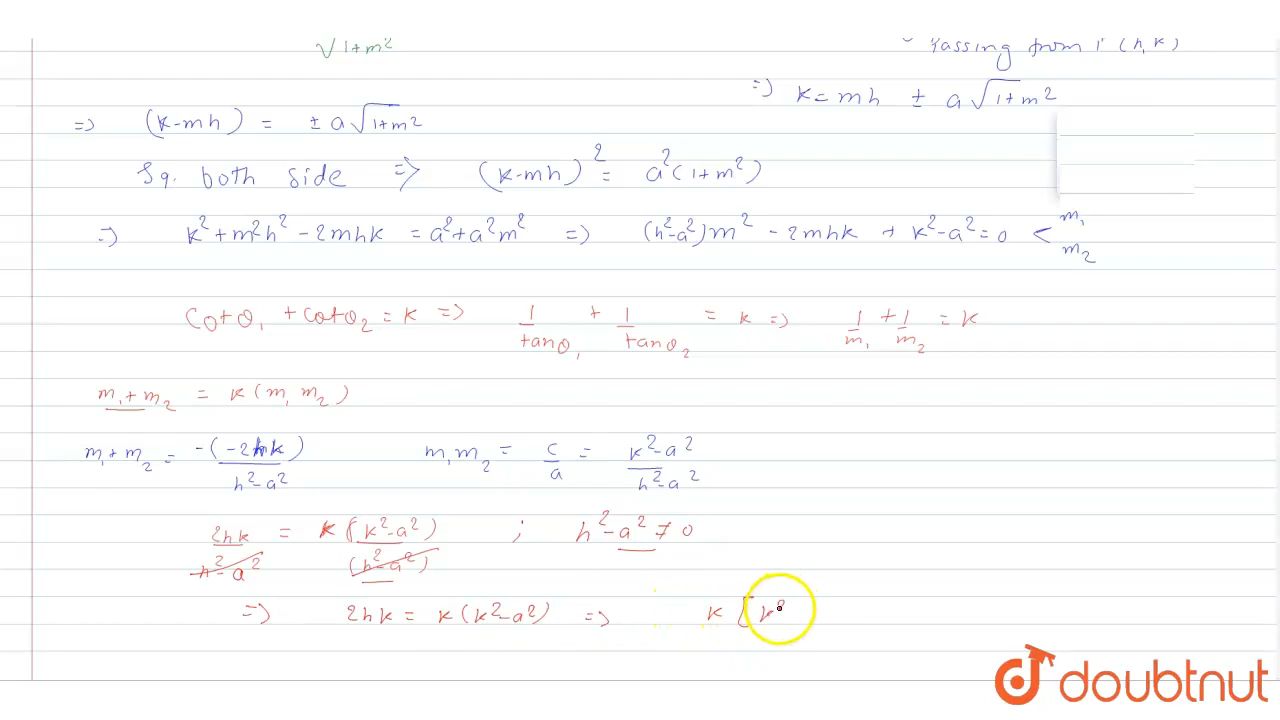 √1+m²
Passing from P(h,k)
=> k=mh ± a√1+m²
=> (k-mh) = ±a√1+m²
Sq. both side => (k-mh)² = a²(1+m²)
=> k²+m²h²-2mhk = a²+a²m² => (h²-a²)m² - 2mhk + k²-a²=0 < m₁ m₂
Cotθ₁ + Cotθ₂ = k => 1/tanθ₁ + 1/tanθ₂ = k => 1/m₁ + 1/m₂ = k
m₁+m₂ = k(m₁ m₂)
m₁+m₂ = -(-2hk)/h²-a² m₁m₂ = c/a = k²-a²/h²-a²
2hk/h²-a² = k(k²-a²)/(h²-a²) ; h²-a² ≠ 0
=> 2hk = k(k²-a²) => k[k²
doubtnut